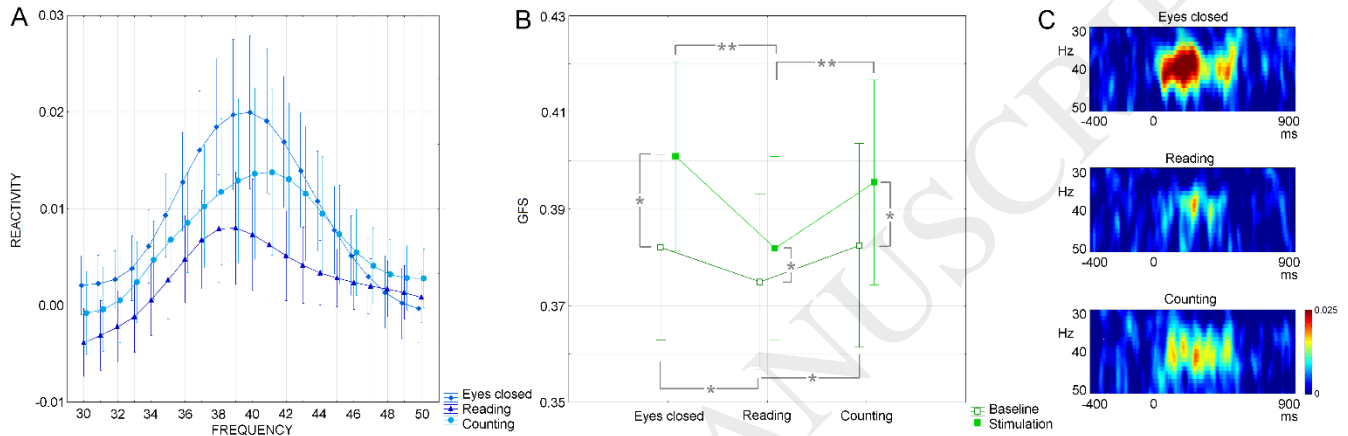 A
0.03
0.02
REACTIVITY
0.01
0.00
-0.01
30 32 34 36 38 40 42 44 46 48 50
FREQUENCY
Eyes closed
Reading
Counting
B
0.43
0.41
GFS
0.39
0.37
0.35
** **
* * *
* *
Eyes closed Reading Counting
Baseline
Stimulation
C
Eyes closed
30
Hz
40
50
-400 0 900
ms
Reading
30
Hz
40
50
-400 0 900
ms
Counting
30
Hz
40
50
-400 0 900
ms
0.025
0
ANUSCRI